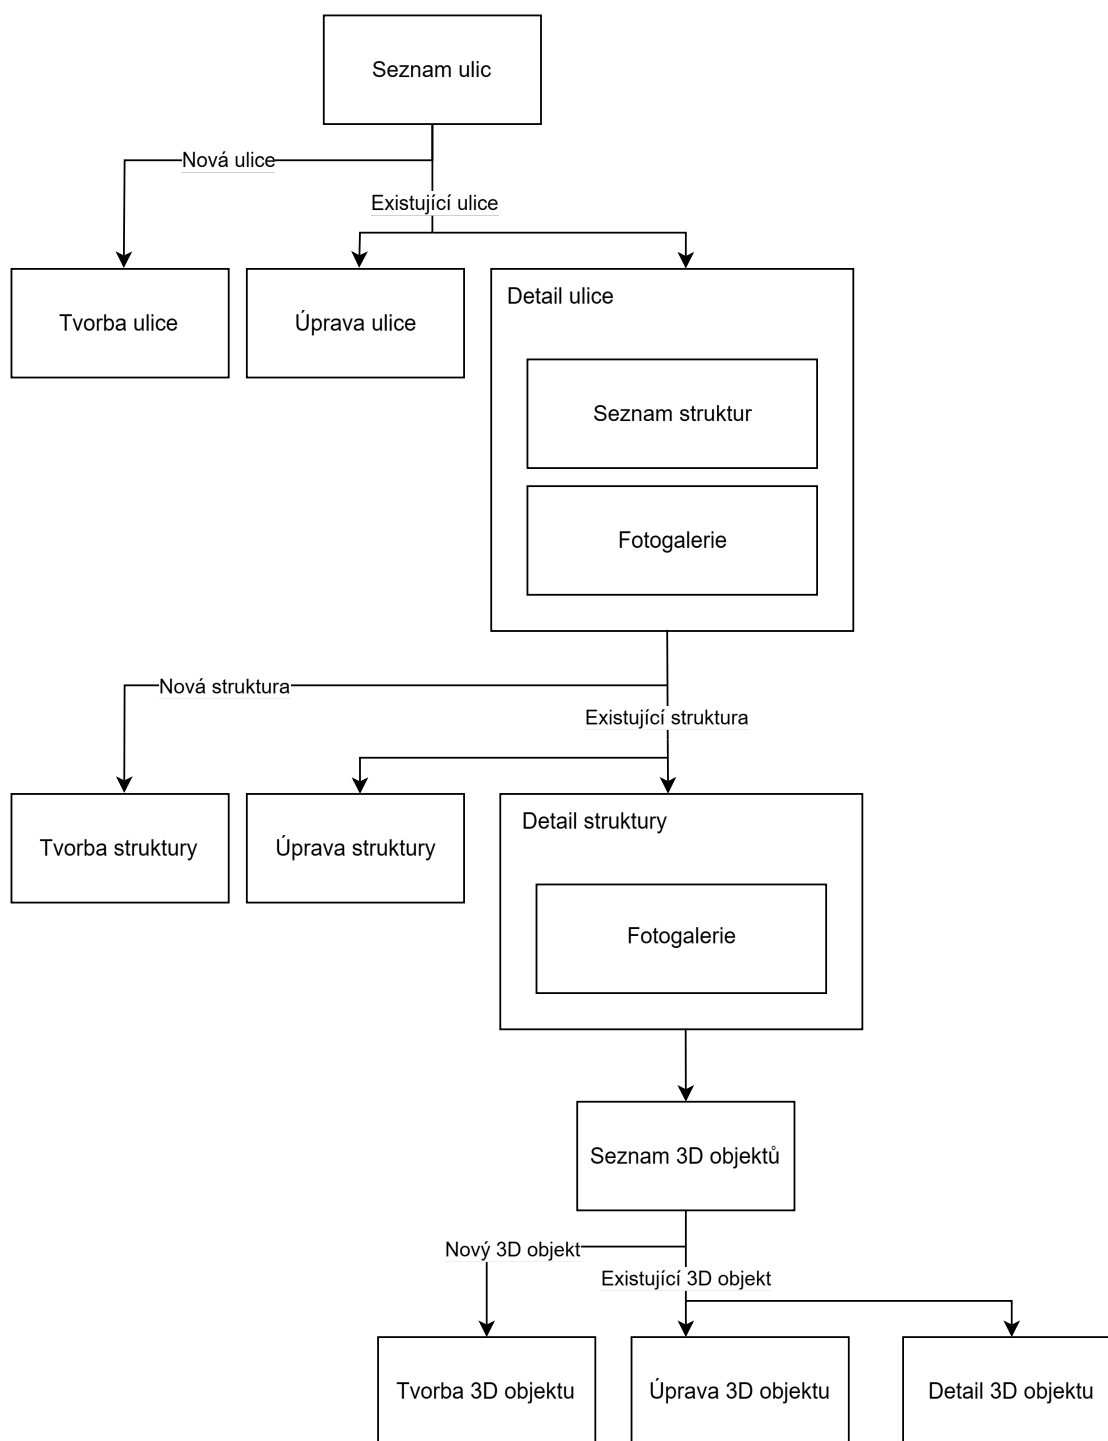 Seznam ulic
Nová ulice
Existující ulice
Tvorba ulice
Úprava ulice
Detail ulice
Seznam struktur
Fotogalerie
Nová struktura
Existující struktura
Tvorba struktury
Úprava struktury
Detail struktury
Fotogalerie
Seznam 3D objektů
Nový 3D objekt
Existující 3D objekt
Tvorba 3D objektu
Úprava 3D objektu
Detail 3D objektu